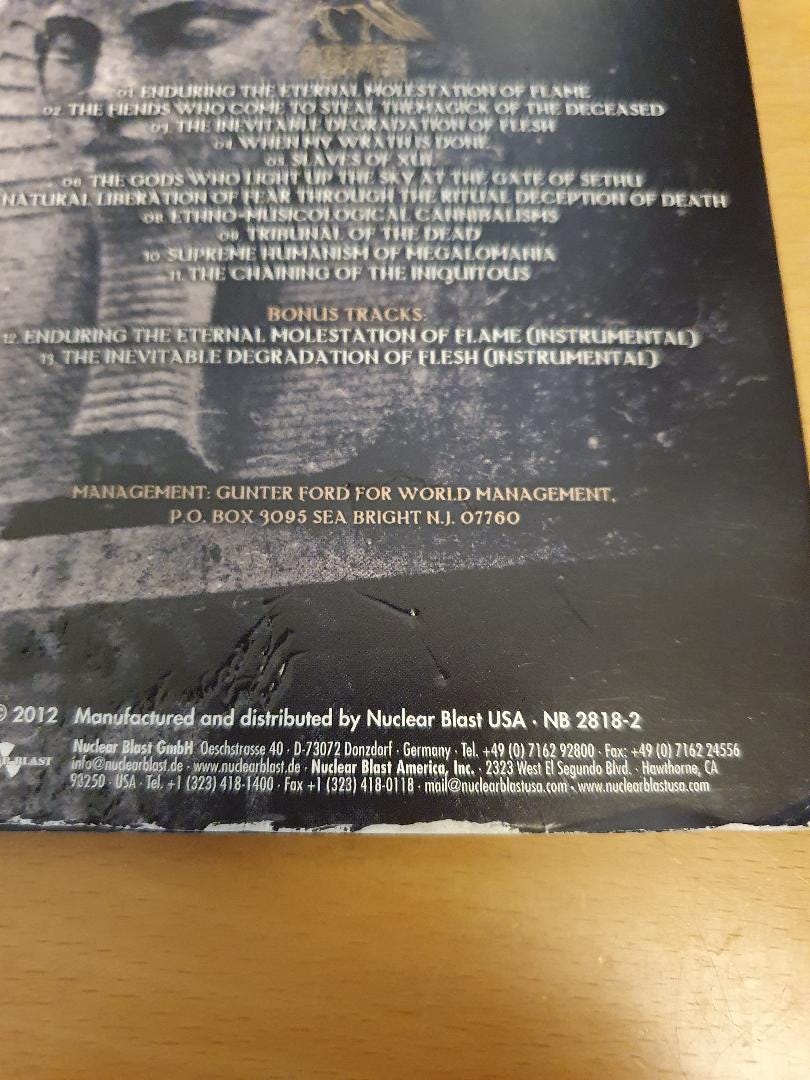 01. ENDURING THE ETERNAL MOLESTATION OF FLAME
02. THE FIENDS WHO COME TO STEAL THEMAGICK OF THE DECEASED
03. THE INEVITABLE DEGRADATION OF FLESH
04. WHEN MY WRATH IS DONE
05. SLAVES OF XUL
06. THE GODS WHO LIGHT UP THE SKY AT THE GATE OF SETHU
NATURAL LIBERATION OF FEAR THROUGH THE RITUAL DECEPTION OF DEATH
08. ETHNO-MUSICOLOGICAL CANNIBALISMS
09. TRIBUNAL OF THE DEAD
10. SUPREME HUMANISM OF MEGALOMANIA
11. THE CHAINING OF THE INIQUITOUS
BONUS TRACKS:
12. ENDURING THE ETERNAL MOLESTATION OF FLAME (INSTRUMENTAL)
13. THE INEVITABLE DEGRADATION OF FLESH (INSTRUMENTAL)
MANAGEMENT: GUNTER FORD FOR WORLD MANAGEMENT,
P.O. BOX 3095 SEA BRIGHT N.J. 07760
© 2012 Manufactured and distributed by Nuclear Blast USA · NB 2818-2
Nuclear Blast GmbH Oeschstrasse 40 · D-73072 Donzdorf · Germany · Tel. +49 (0) 7162 92800 · Fax: +49 (0) 7162 24556
info@nuclearblast.de · www.nuclearblast.de · Nuclear Blast America, Inc. · 2323 West El Segundo Blvd. · Hawthorne, CA
93250 · USA · Tel. +1 (323) 418-1400 · Fax +1 (323) 418-0118 · mail@nuclearblastusa.com · www.nuclearblastusa.com